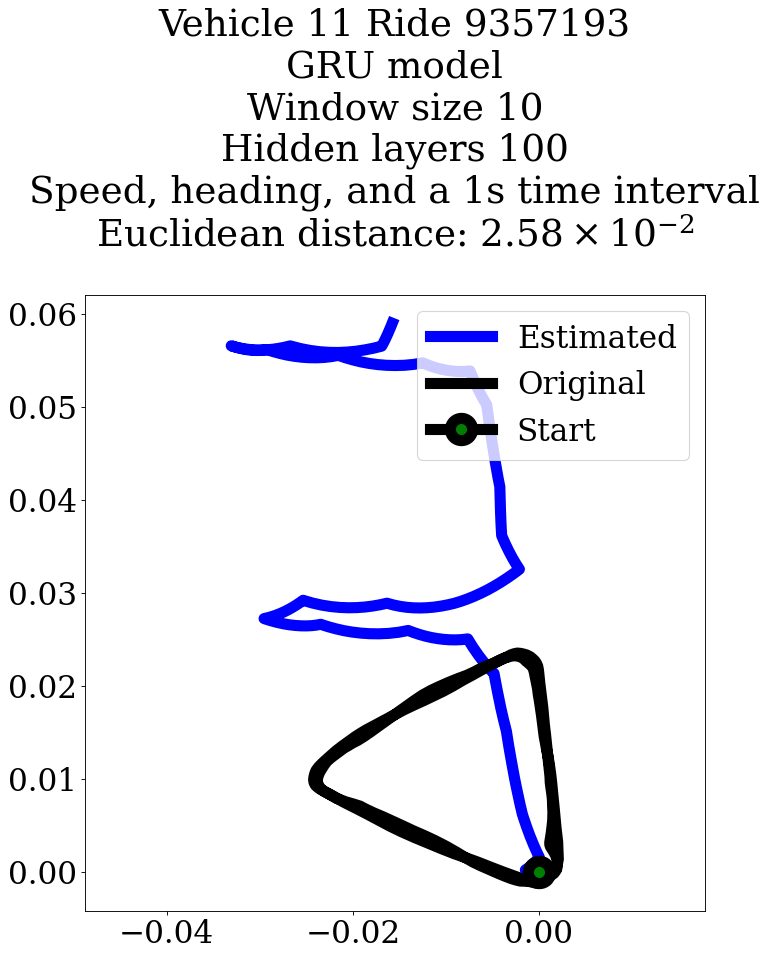 Vehicle 11 Ride 9357193
GRU model
Window size 10
Hidden layers 100
Speed, heading, and a 1s time interval
Euclidean distance: 2.58 × 10⁻²
0.06
0.05
0.04
0.03
0.02
0.01
0.00
Estimated
Original
Start
−0.04 −0.02 0.00